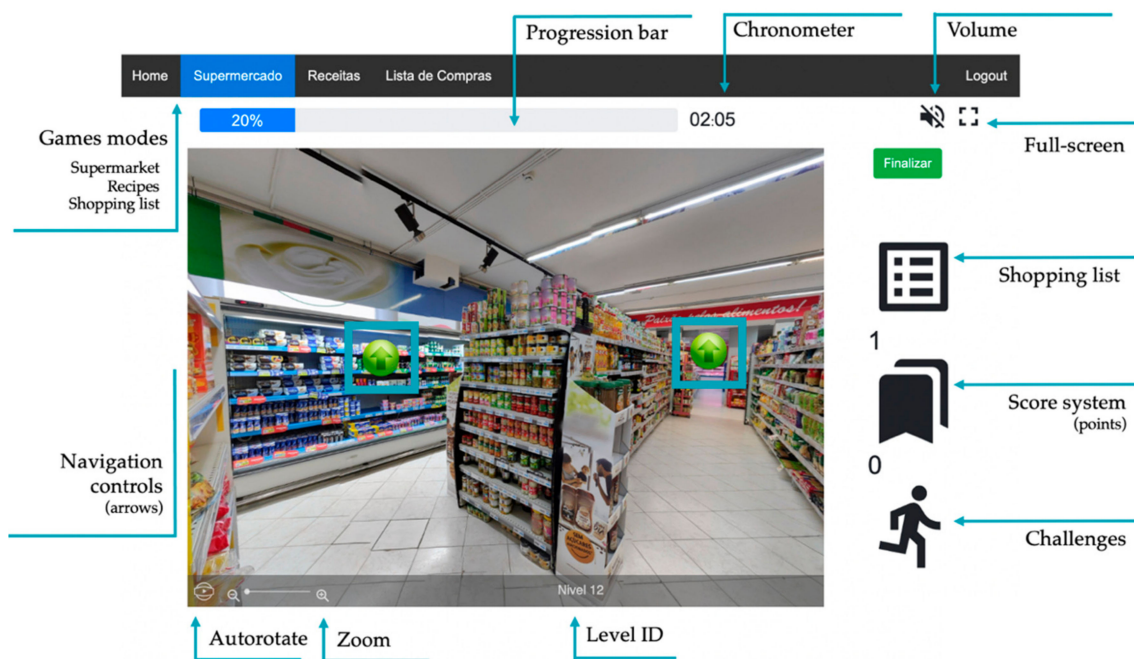 Progression bar
Chronometer
Volume
Home
Supermercado
Receitas
Lista de Compras
Logout
20%
02:05
Games modes
Supermarket
Recipes
Shopping list
Full-screen
Finalizar
Shopping list
1
Score system
(points)
0
Navigation
controls
(arrows)
Challenges
Nivel 12
Autorotate
Zoom
Level ID